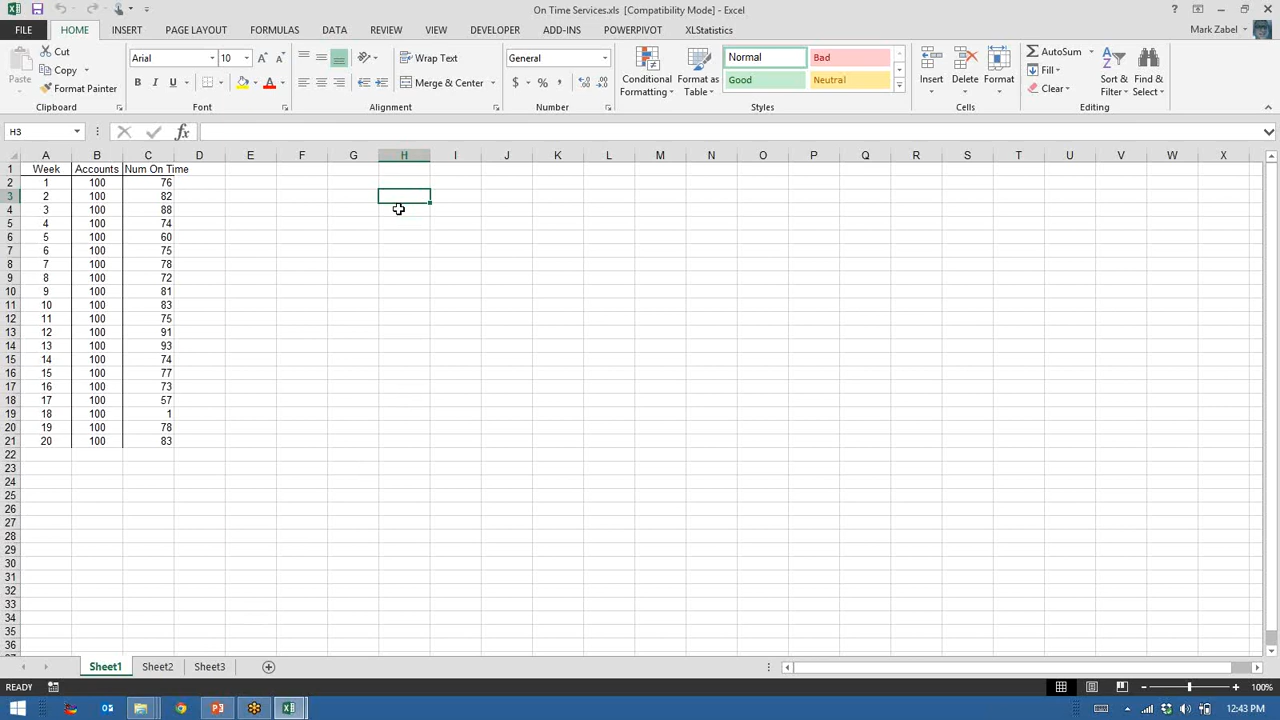 On Time Services.xls [Compatibility Mode] - Excel
FILE HOME INSERT PAGE LAYOUT FORMULAS DATA REVIEW VIEW DEVELOPER ADD-INS POWERPIVOT XLStatistics Mark Zabel
Paste
Cut
Copy
Format Painter
Clipboard
Arial 10
B I U
Font
Wrap Text
Merge & Center
Alignment
General
$ % ,
Number
Conditional Formatting
Format as Table
Normal Bad
Good Neutral
Styles
Insert Delete Format
Cells
AutoSum
Fill
Clear
Sort & Filter
Find & Select
Editing
H3 fx
A B C D E F G H I J K L M N O P Q R S T U V W X
1 Week Accounts Num On Time
2 1 100 76
3 2 100 82
4 3 100 88
5 4 100 74
6 5 100 60
7 6 100 75
8 7 100 78
9 8 100 72
10 9 100 81
11 10 100 83
12 11 100 75
13 12 100 91
14 13 100 93
15 14 100 74
16 15 100 77
17 16 100 73
18 17 100 57
19 18 100 1
20 19 100 78
21 20 100 83
22
23
24
25
26
27
28
29
30
31
32
33
34
35
36
Sheet1 Sheet2 Sheet3
READY 100%
12:43 PM